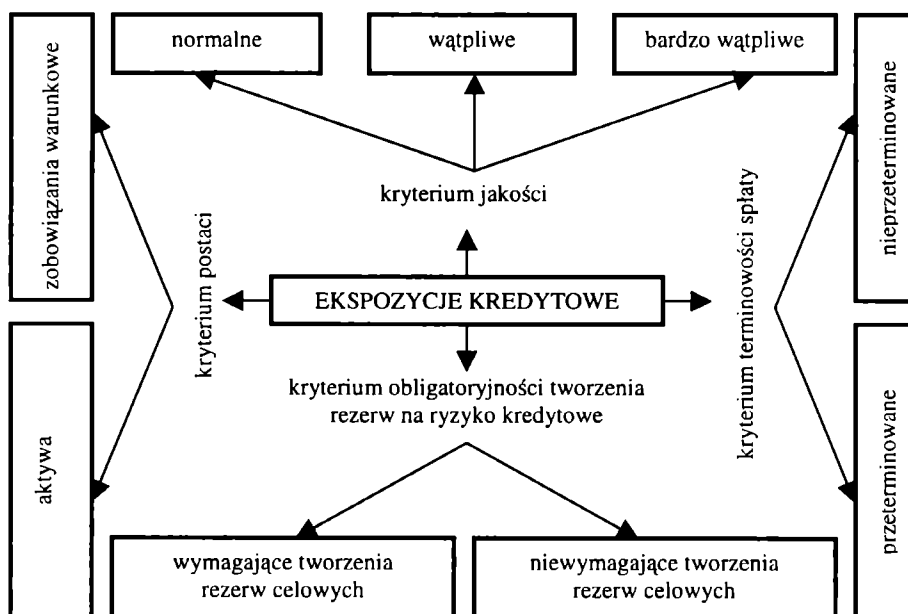 normalne
wątpliwe
bardzo wątpliwe
zobowiązania warunkowe
nieprzeterminowane
kryterium jakości
kryterium postaci
EKSPOZYCJE KREDYTOWE
kryterium terminowości spłaty
kryterium obligatoryjności tworzenia
rezerw na ryzyko kredytowe
aktywa
przeterminowane
wymagające tworzenia
rezerw celowych
niewymagające tworzenia
rezerw celowych